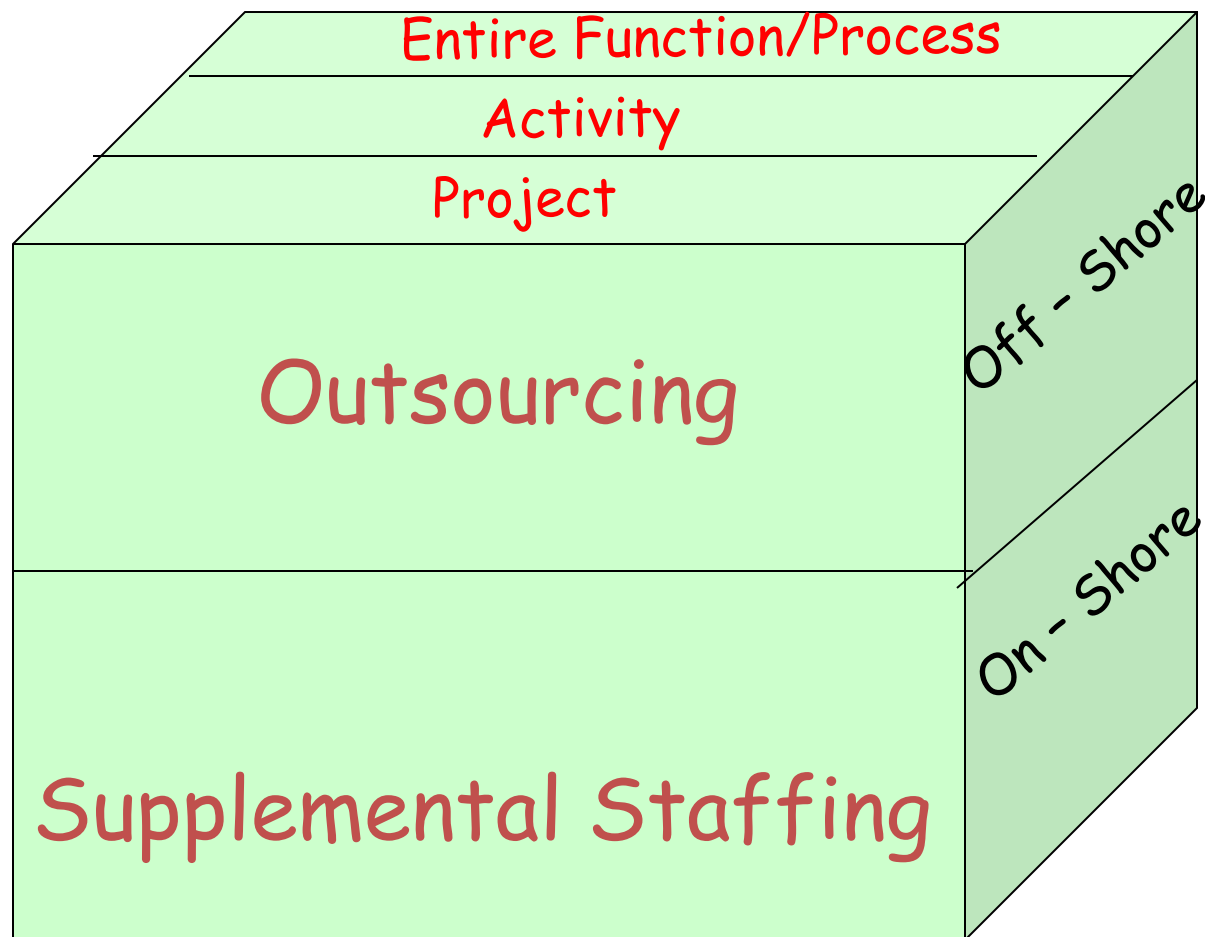 Entire Function/Process
Activity
Project
Outsourcing
Off - Shore
On - Shore
Supplemental Staffing